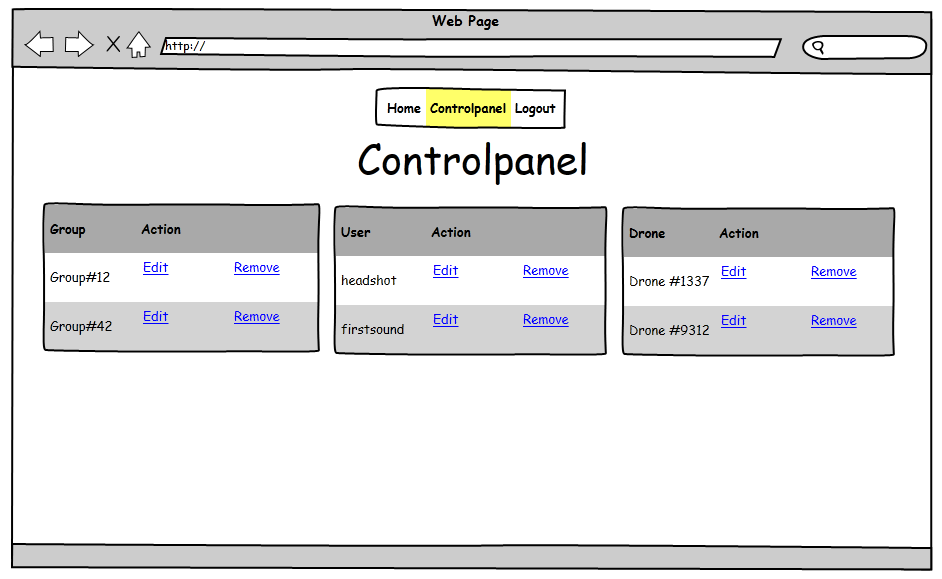 Web Page
http://
Home Controlpanel Logout
Controlpanel
Group Action
Group#12 Edit Remove
Group#42 Edit Remove
User Action
headshot Edit Remove
firstsound Edit Remove
Drone Action
Drone #1337 Edit Remove
Drone #9312 Edit Remove